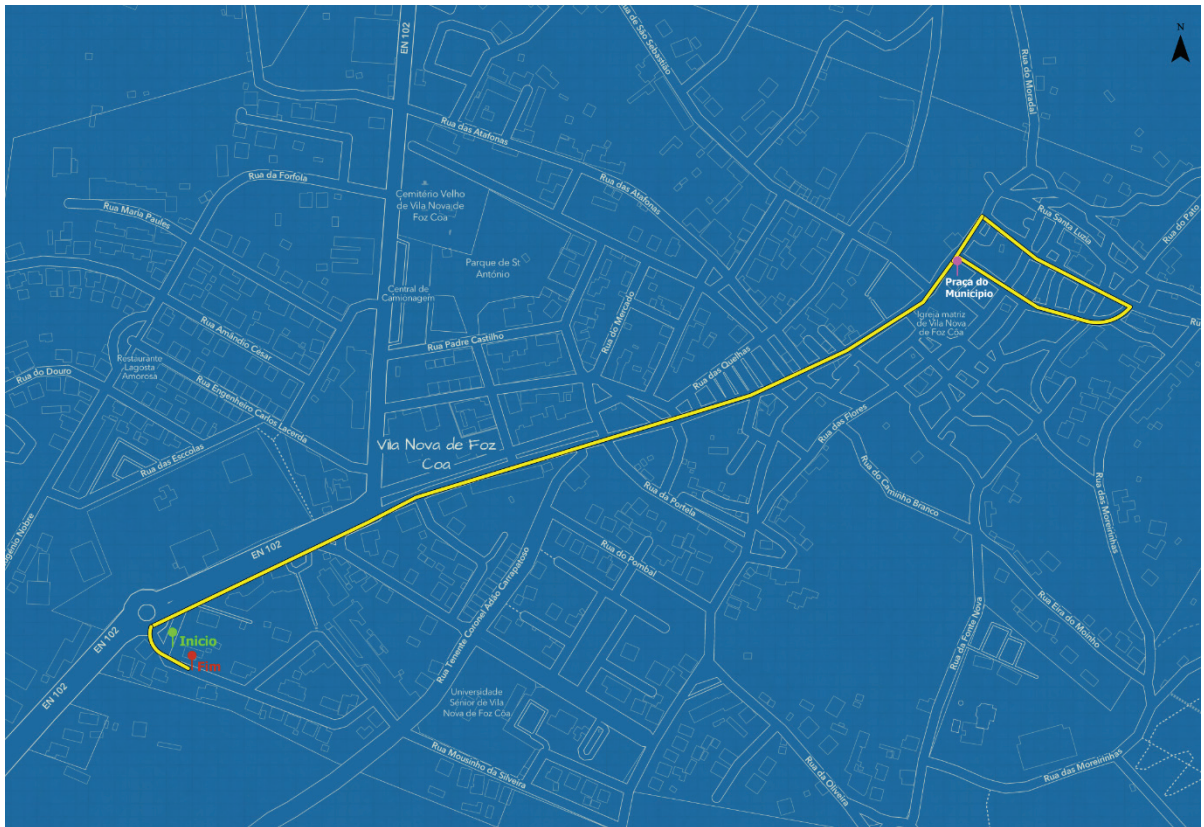 N
EN 102
Rua de São Sebastião
Rua do Moradal
Rua das Atafonas
Rua da Forfola
Rua das Atafonas
Cemitério Velho
de Vila Nova de
Foz Côa
Rua Maria Paules
Rua Santa Luzia
Rua do Pato
Parque de St
António
Praça do
Município
Central de
Camionagem
Igreja matriz
de Vila Nova
de Foz Côa
Rua
Rua do Mercado
Rua Amândio César
Rua Padre Castilho
Restaurante
Lagosta
Amorosa
Rua do Douro
Rua das Quelhas
Rua Engenheiro Carlos Lacerda
Rua das Flores
Vila Nova de Foz
Coa
Rua das Esccolas
Rua do Caminho Branco
Rua da Portela
Rua das Moreirinhas
EN 102
Rua do Pombal
Rua Tenente Coronel Adão Carrapatoso
Rua da Fonte Nova
Rua Eira do Moinho
EN 102
Inicio
Fim
EN 102
Universidade
Sénior de Vila
Nova de Foz Côa
Rua Mousinho da Silveira
Rua da Oliveira
Rua das Moreirinhas